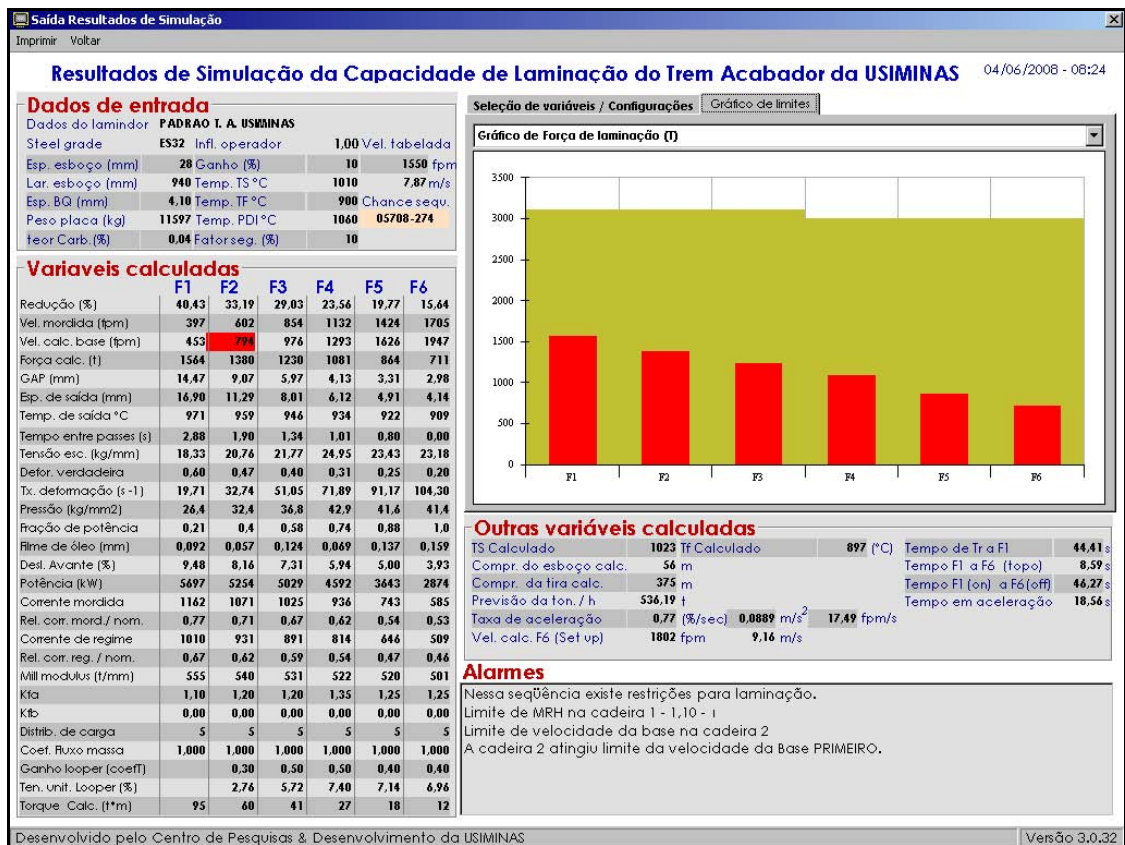 Saída Resultados de Simulação
Imprimir Voltar
Resultados de Simulação da Capacidade de Laminação do Trem Acabador da USIMINAS 04/06/2008 - 08:24
Dados de entrada
Dados do lamindor PADRAO T. A. USIMINAS
Steel grade ES32 Infl. operador 1,00 Vel. tabelada
Esp. esboço (mm) 28 Ganho (%) 10 1550 fpm
Lar. esboço (mm) 940 Temp. TS °C 1010 7,87 m/s
Esp. BQ (mm) 4,10 Temp. TF °C 900 Chance sequ.
Peso placa (kg) 11597 Temp. PDI °C 1060 05708-274
teor Carb.(%) 0,04 Fator seg. (%) 10
Variaveis calculadas
F1 F2 F3 F4 F5 F6
Redução (%) 40,43 33,19 29,03 23,56 19,77 15,64
Vel. mordida (fpm) 397 602 854 1132 1424 1705
Vel. calc. base (fpm) 453 794 976 1293 1626 1947
Força calc. (t) 1564 1380 1230 1081 864 711
GAP (mm) 14,47 9,07 5,97 4,13 3,31 2,98
Esp. de saída (mm) 16,90 11,29 8,01 6,12 4,91 4,14
Temp. de saída °C 971 959 946 934 922 909
Tempo entre passes (s) 2,88 1,90 1,34 1,01 0,80 0,00
Tensão esc. (kg/mm) 18,33 20,76 21,77 24,95 23,43 23,18
Defor. verdadeira 0,60 0,47 0,40 0,31 0,25 0,20
Tx. deformação (s -1) 19,71 32,74 51,05 71,89 91,17 104,30
Pressão (kg/mm2) 26,4 32,4 36,8 42,9 41,6 41,4
Fração de potência 0,21 0,4 0,58 0,74 0,88 1,0
Filme de óleo (mm) 0,092 0,057 0,124 0,069 0,137 0,159
Desl. Avante (%) 9,48 8,16 7,31 5,94 5,00 3,93
Potência (kW) 5697 5254 5029 4592 3643 2874
Corrente mordida 1162 1071 1025 936 743 585
Rel. corr. mord./ nom. 0,77 0,71 0,67 0,62 0,54 0,53
Corrente de regime 1010 931 891 814 646 509
Rel. corr. reg. / nom. 0,67 0,62 0,59 0,54 0,47 0,46
Mill modulus (t/mm) 555 540 531 522 520 501
Kfa 1,10 1,20 1,20 1,35 1,25 1,25
Kfb 0,00 0,00 0,00 0,00 0,00 0,00
Distrib. de carga 5 5 5 5 5 5
Coef. Fluxo massa 1,000 1,000 1,000 1,000 1,000 1,000
Ganho looper (coefT) 0,30 0,50 0,50 0,40 0,40
Ten. unit. Looper (%) 2,76 5,72 7,40 7,14 6,96
Torque Calc. (t*m) 95 60 41 27 18 12
Seleção de variáveis / Configurações Gráfico de limites
Gráfico de Força de laminação (T)
3500
3000
2500
2000
1500
1000
500
0
F1 F2 F3 F4 F5 F6
Outras variáveis calculadas
TS Calculado 1023 Tf Calculado 897 (°C) Tempo de Tr a F1 44,41 s
Compr. do esboço calc. 56 m Tempo F1 a F6 (topo) 8,59 s
Compr. da tira calc. 375 m Tempo F1 (on) a F6(off) 46,27 s
Previsão da ton. / h 536,19 t Tempo em aceleração 18,56 s
Taxa de aceleração 0,77 (%/sec) 0,0889 m/s2 17,49 fpm/s
Vel. calc. F6 (Set up) 1802 fpm 9,16 m/s
Alarmes
Nessa seqüência existe restrições para laminação.
Limite de MRH na cadeira 1 - 1,10 -
Limite de velocidade da base na cadeira 2
A cadeira 2 atingiu limite da velocidade da Base PRIMEIRO.
Desenvolvido pelo Centro de Pesquisas & Desenvolvimento da USIMINAS Versão 3.0.32